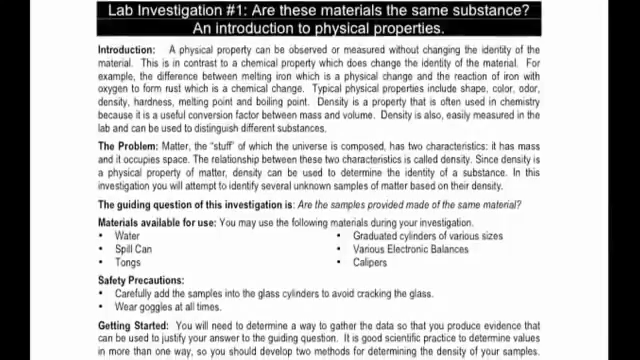 Lab Investigation #1: Are these materials the same substance?
An introduction to physical properties.
Introduction: A physical property can be observed or measured without changing the identity of the
material. This is in contrast to a chemical property which does change the identity of the material. For
example, the difference between melting iron which is a physical change and the reaction of iron with
oxygen to form rust which is a chemical change. Typical physical properties include shape, color, odor,
density, hardness, melting point and boiling point. Density is a property that is often used in chemistry
because it is a useful conversion factor between mass and volume. Density is also, easily measured in the
lab and can be used to distinguish different substances.
The Problem: Matter, the "stuff" of which the universe is composed, has two characteristics: it has mass
and it occupies space. The relationship between these two characteristics is called density. Since density is
a physical property of matter, density can be used to determine the identity of a substance. In this
investigation you will attempt to identify several unknown samples of matter based on their density.
The guiding question of this investigation is: Are the samples provided made of the same material?
Materials available for use: You may use the following materials during your investigation.
• Water
• Spill Can
• Tongs
• Graduated cylinders of various sizes
• Various Electronic Balances
• Calipers
Safety Precautions:
• Carefully add the samples into the glass cylinders to avoid cracking the glass.
• Wear goggles at all times.
Getting Started: You will need to determine a way to gather the data so that you produce evidence that
can be used to justify your answer to the guiding question. It is good scientific practice to determine values
in more than one way, so you should develop two methods for determining the density of your samples.